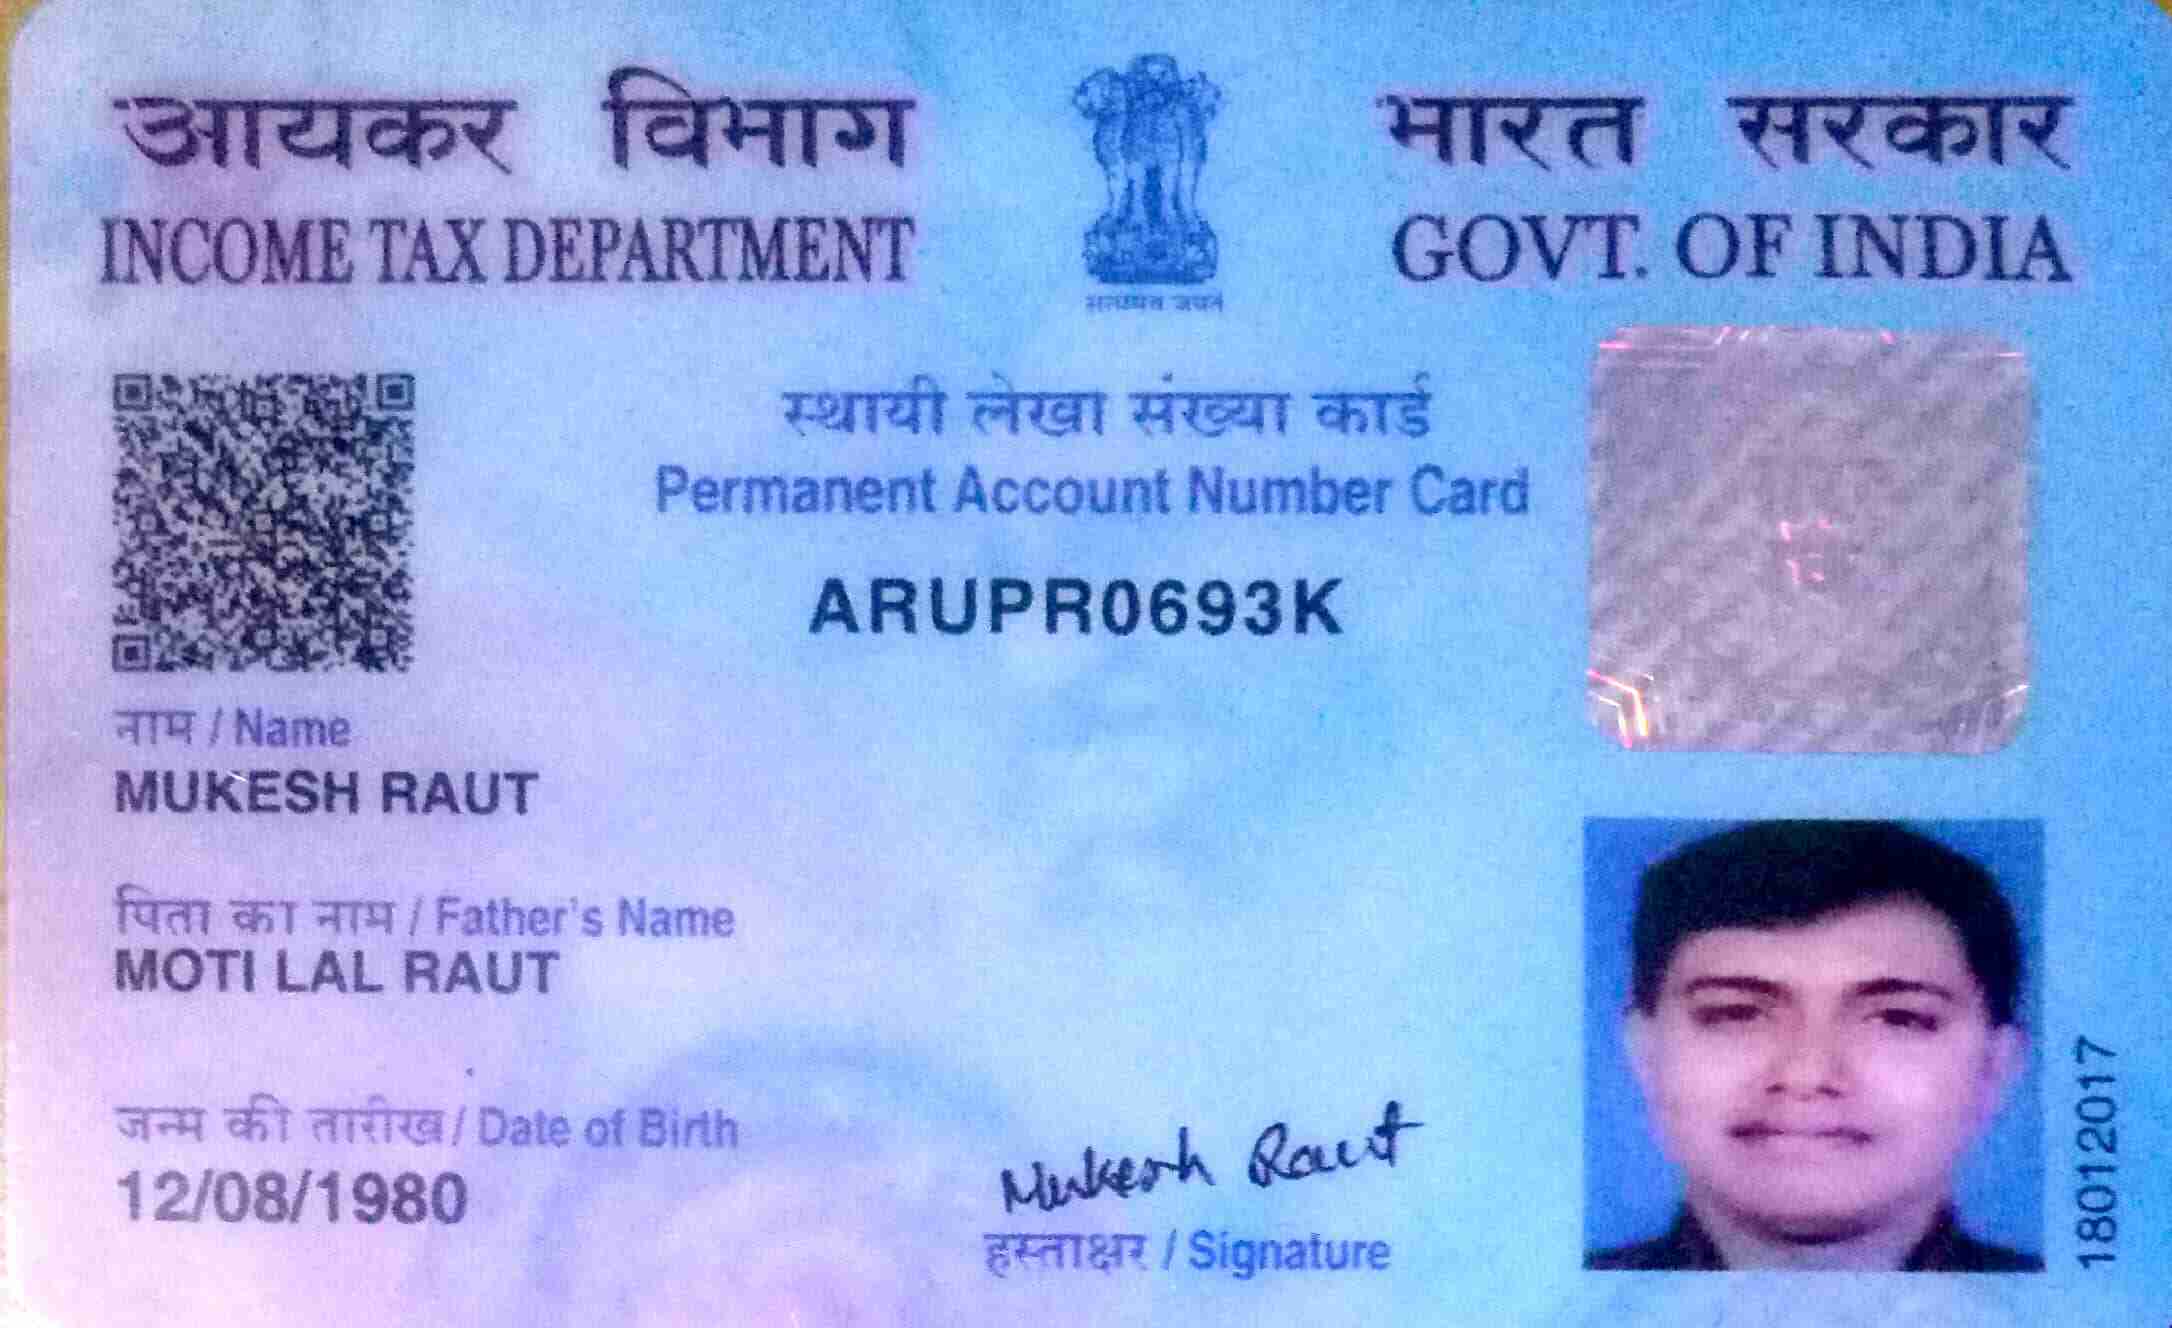 आयकर विभाग
INCOME TAX DEPARTMENT
भारत सरकार
GOVT. OF INDIA
सत्यमेव जयते
स्थायी लेखा संख्या कार्ड
Permanent Account Number Card
ARUPR0693K
नाम / Name
MUKESH RAUT
पिता का नाम / Father's Name
MOTI LAL RAUT
जन्म की तारीख / Date of Birth
12/08/1980
Mukesh Raut
हस्ताक्षर / Signature
18012017